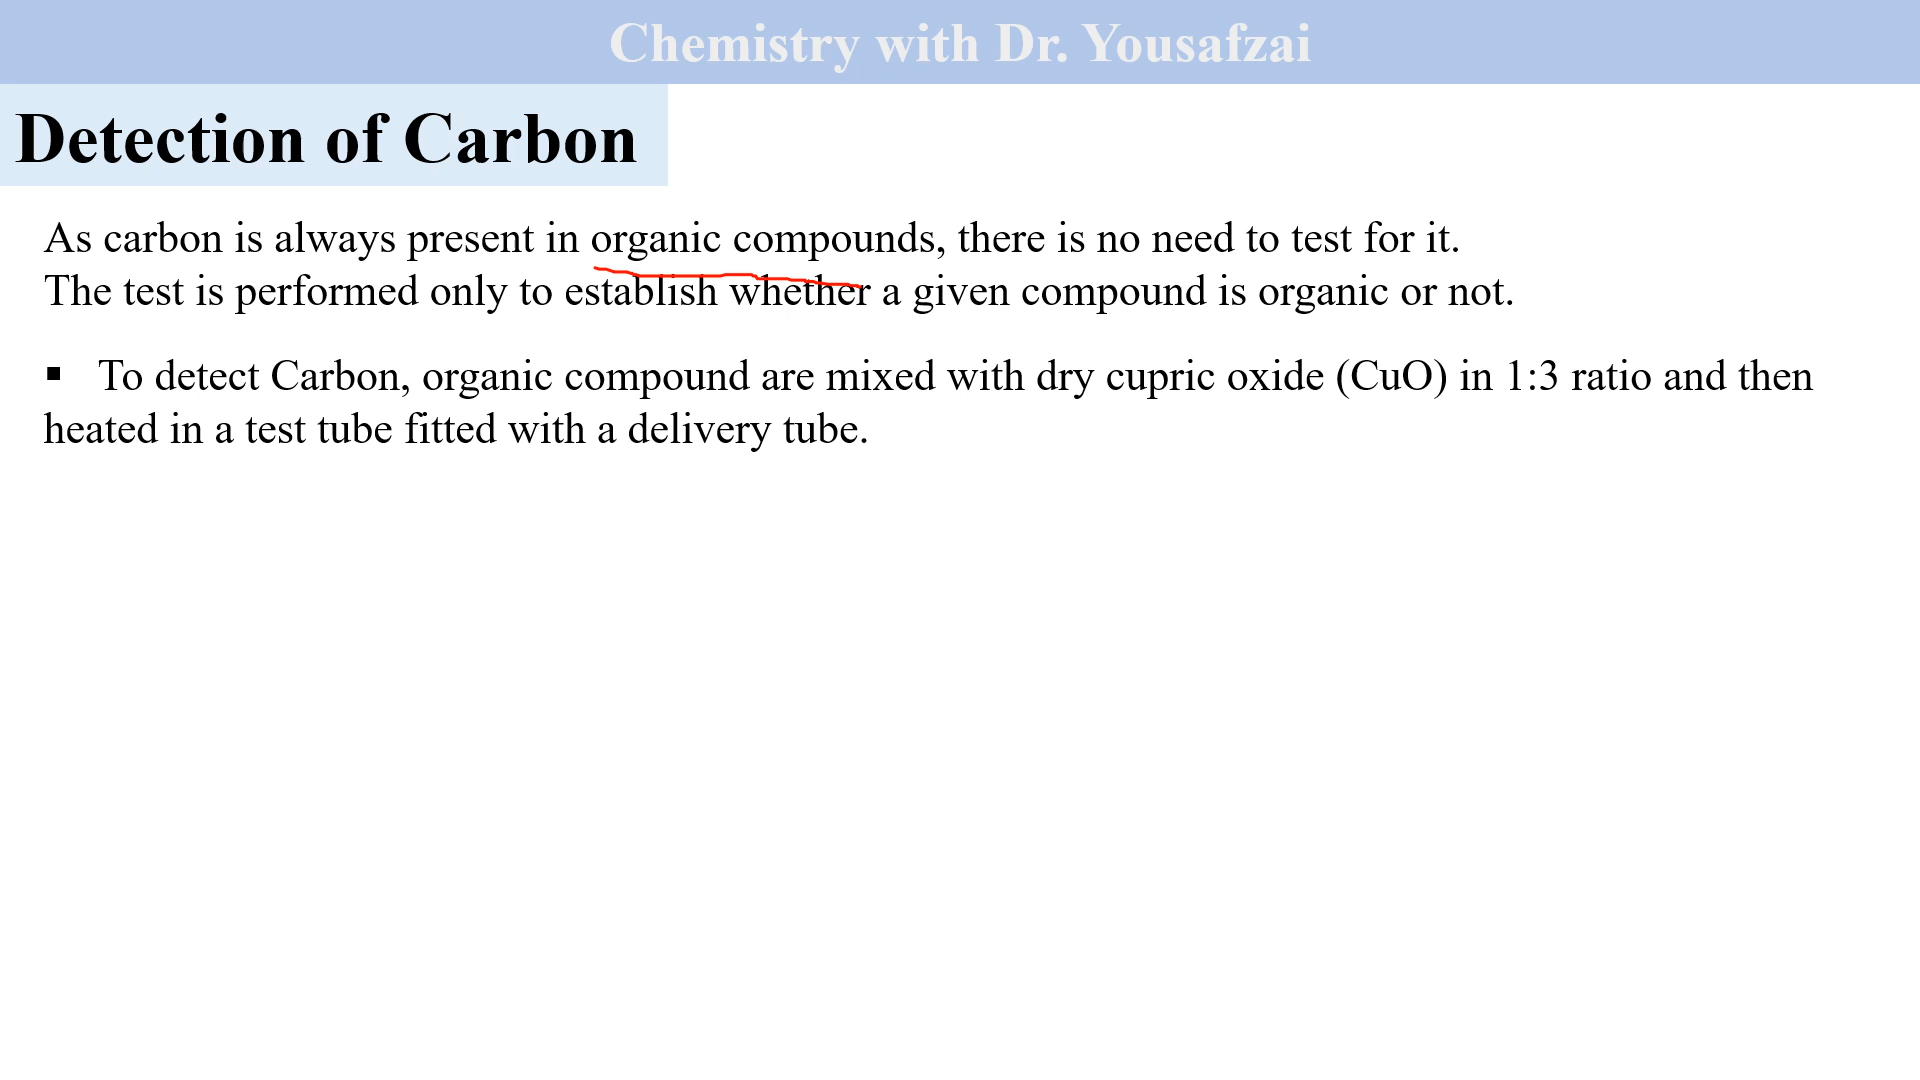 Chemistry with Dr. Yousafzai
Detection of Carbon
As carbon is always present in organic compounds, there is no need to test for it.
The test is performed only to establish whether a given compound is organic or not.
▪ To detect Carbon, organic compound are mixed with dry cupric oxide (CuO) in 1:3 ratio and then
heated in a test tube fitted with a delivery tube.